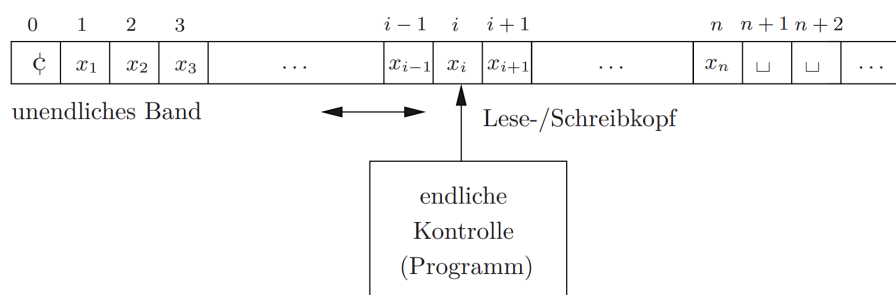 0 1 2 3 i − 1 i i + 1 n n + 1 n + 2
¢ x₁ x₂ x₃ ... xᵢ₋₁ xᵢ xᵢ₊₁ ... xₙ ⊔ ⊔ ...
unendliches Band
Lese-/Schreibkopf
endliche
Kontrolle
(Programm)